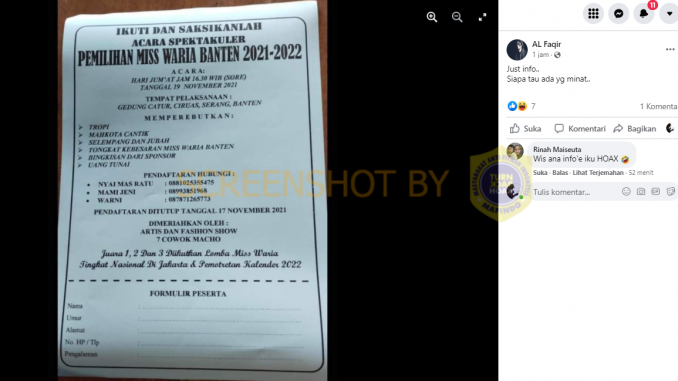 IKUTI DAN SAKSIKANLAH
ACARA SPEKTAKULER
PEMILIHAN MISS WARIA BANTEN 2021-2022
ACARA:
HARI JUM'AT JAM 16.30 WIB (SORE)
TANGGAL 19 NOVEMBER 2021
TEMPAT PELAKSANAAN :
GEDUNG CATUR, CIRUAS, SERANG, BANTEN
MEMPEREBUTKAN :
➢ TROPI
➢ MAHKOTA CANTIK
➢ SELEMPANG DAN JUBAH
➢ TONGKAT KEBESARAN MISS WARIA BANTEN
➢ BINGKISAN DARI SPONSOR
➢ UANG TUNAI
PENDAFTARAN HUBUNGI :
• NYAI MAS RATU : 0881025355475
• MAMI JENI : 08993851968
• WARNI : 087871265773
PENDAFTARAN DITUTUP TANGGAL 17 NOVEMBER 2021
DIMERIAHKAN OLEH :
ARTIS DAN FASIHON SHOW
7 COWOK MACHO
Juara 1, 2 Dan 3 Diikutkan Lomba Miss Waria
Tingkat Nasional Di Jakarta & Pemotretan Kalender 2022
FORMULIR PESERTA
Nama
Umur
Alamat
No. HP / Tlp
Pengalaman
SCREENSHOT BY
TURN
HOAX
MAFINDO
11
AL Faqir
1 jam
Just info..
Siapa tau ada yg minat..
7
1 Komenta
Suka
Komentari
Bagikan
Rinah Maiseuta
Wis ana info'e iku HOAX 🤣
Suka · Balas · Lihat Terjemahan · 52 menit
Tulis komentar...